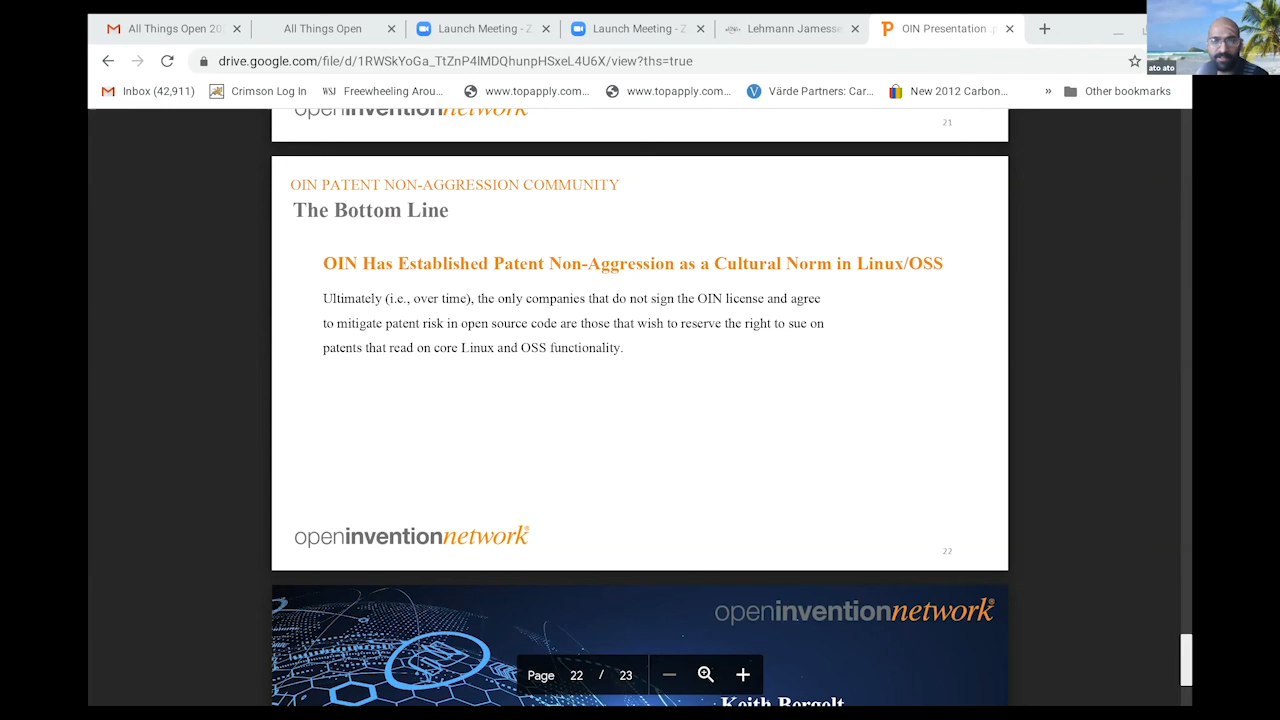 All Things Open 20
All Things Open
Launch Meeting - Z
Launch Meeting - Z
Lehmann Jamesse
OIN Presentation .p
drive.google.com/file/d/1RWSkYoGa_TtZnP4lMDQhunpHSxeL4U6X/view?ths=true
ato ato
Inbox (42,911)
Crimson Log In
Freewheeling Arou...
www.topapply.com...
www.topapply.com...
Värde Partners: Car...
New 2012 Carbon...
» Other bookmarks
openinventionnetwork
21
OIN PATENT NON-AGGRESSION COMMUNITY
The Bottom Line
OIN Has Established Patent Non-Aggression as a Cultural Norm in Linux/OSS
Ultimately (i.e., over time), the only companies that do not sign the OIN license and agree
to mitigate patent risk in open source code are those that wish to reserve the right to sue on
patents that read on core Linux and OSS functionality.
openinventionnetwork®
22
openinventionnetwork®
Page 22 / 23
Keith Bergelt